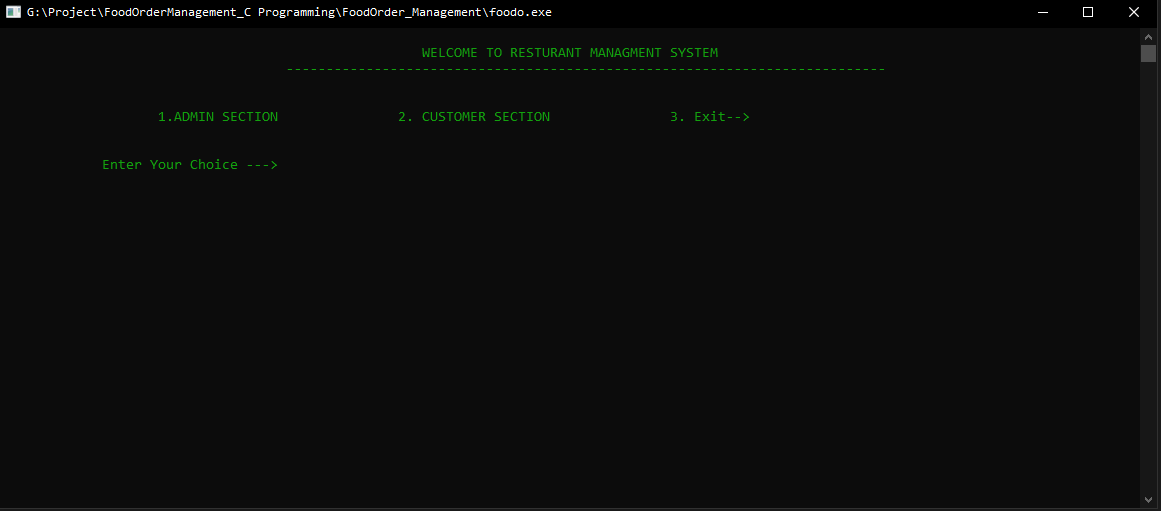 G:\Project\FoodOrderManagement_C Programming\FoodOrder_Management\foodo.exe
WELCOME TO RESTURANT MANAGMENT SYSTEM
---------------------------------------------------------------------------
1.ADMIN SECTION 2. CUSTOMER SECTION 3. Exit-->
Enter Your Choice --->